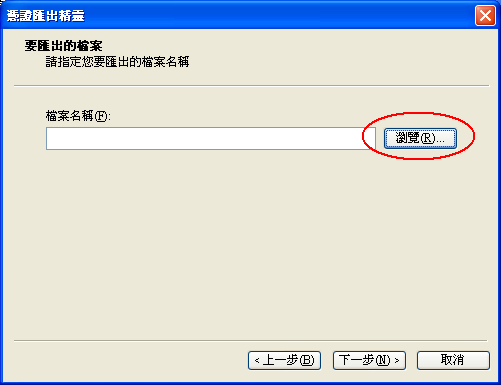 憑證匯出精靈
要匯出的檔案
請指定您要匯出的檔案名稱
檔案名稱(F):
瀏覽(R)...
< 上一步(B)
下一步(N) >
取消